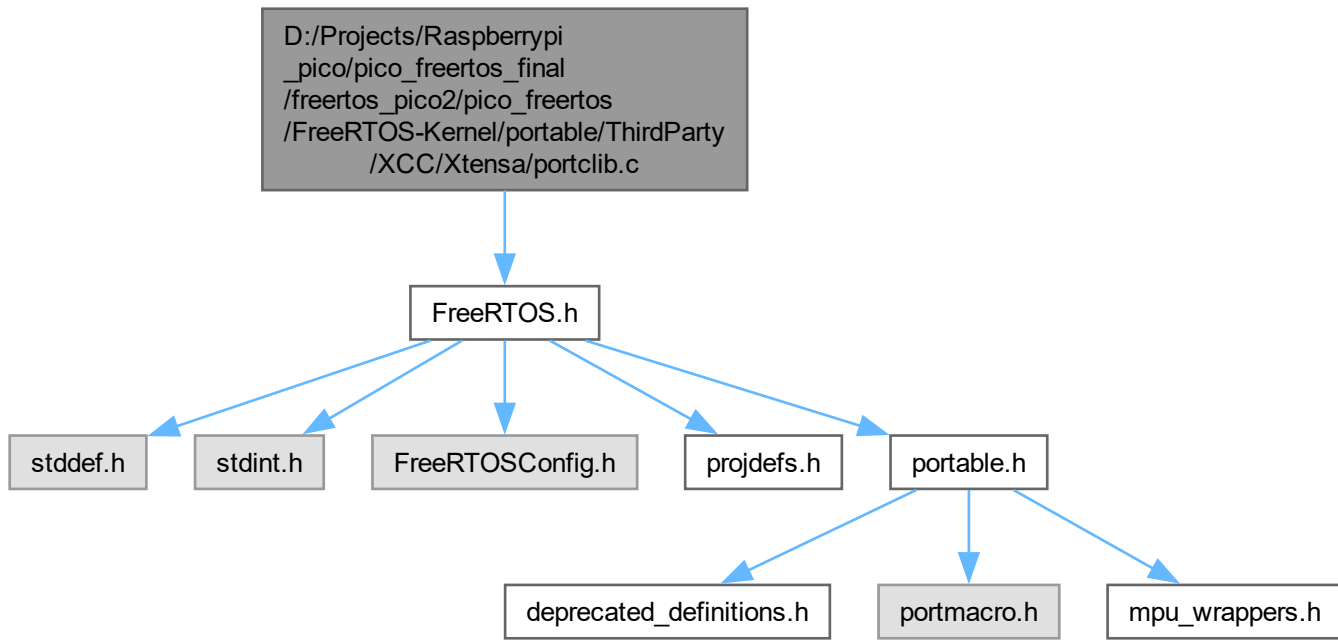 D:/Projects/Raspberrypi
_pico/pico_freertos_final
/freertos_pico2/pico_freertos
/FreeRTOS-Kernel/portable/ThirdParty
/XCC/Xtensa/portclib.c
FreeRTOS.h
stddef.h
stdint.h
FreeRTOSConfig.h
projdefs.h
portable.h
deprecated_definitions.h
portmacro.h
mpu_wrappers.h